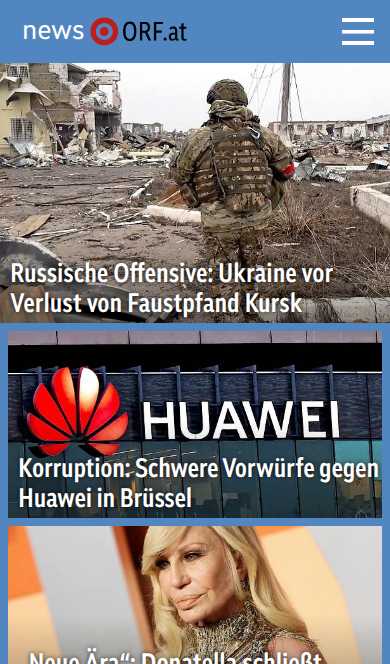 news ORF.at
Russische Offensive: Ukraine vor
Verlust von Faustpfand Kursk
HUAWEI
Korruption: Schwere Vorwürfe gegen
Huawei in Brüssel
„Neue Ära“: Donatella schließt